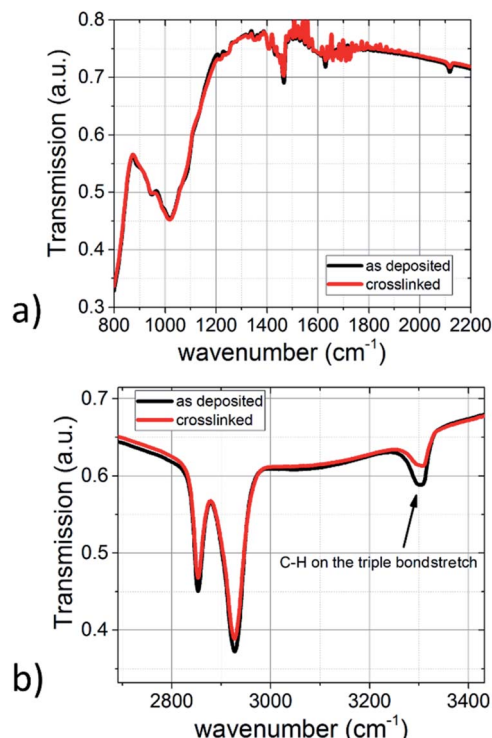 a)
Transmission (a.u.)
0.8
0.7
0.6
0.5
0.4
0.3
as deposited
crosslinked
800 1000 1200 1400 1600 1800 2000 2200
wavenumber (cm⁻¹)
b)
Transmission (a.u.)
0.7
0.6
0.5
0.4
as deposited
crosslinked
C-H on the triple bondstretch
2800 3000 3200 3400
wavenumber (cm⁻¹)